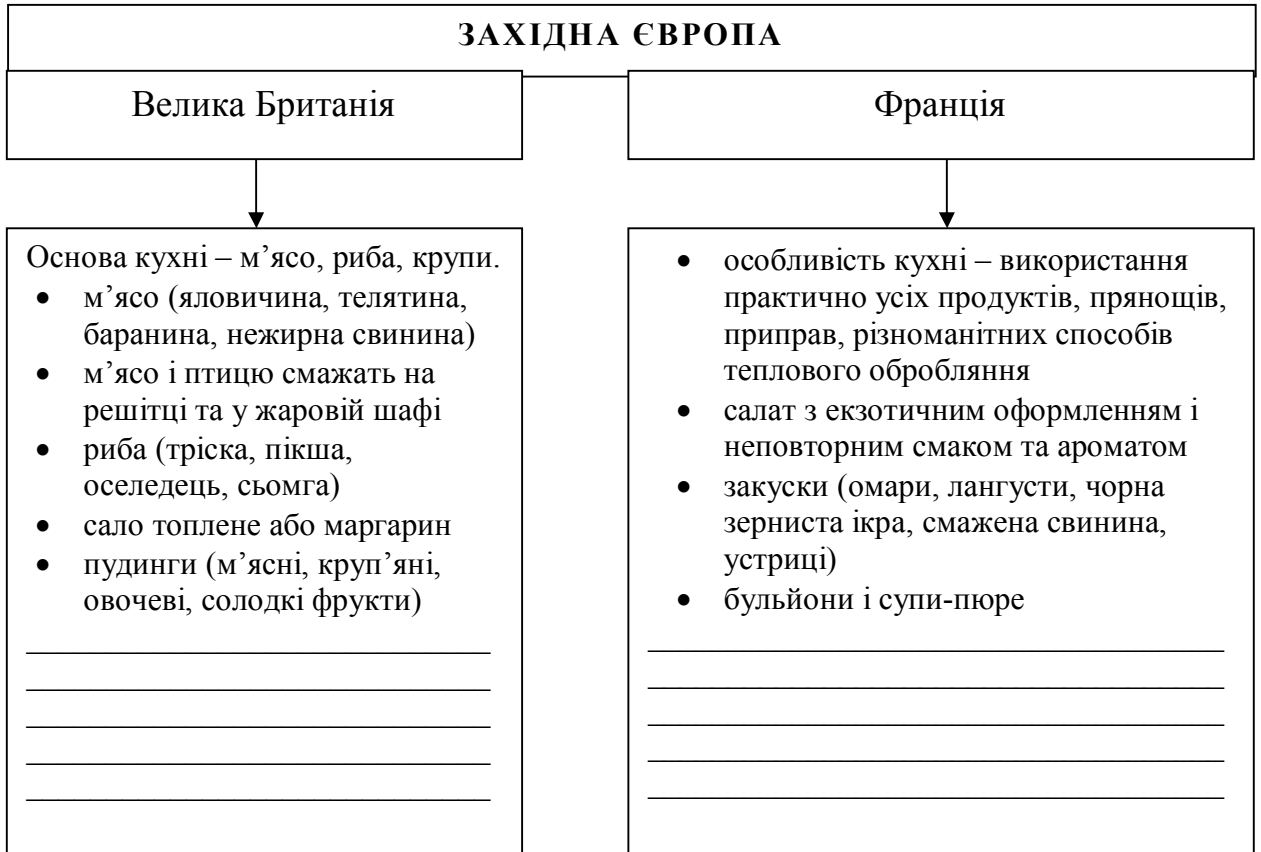 ЗАХІДНА ЄВРОПА
Велика Британія
Франція
Основа кухні – м’ясо, риба, крупи.
• м’ясо (яловичина, телятина,
баранина, нежирна свинина)
• м’ясо і птицю смажать на
решітці та у жаровій шафі
• риба (тріска, пікша,
оселедець, сьомга)
• сало топлене або маргарин
• пудинги (м’ясні, круп’яні,
овочеві, солодкі фрукти)
• особливість кухні – використання
практично усіх продуктів, прянощів,
приправ, різноманітних способів
теплового обробляння
• салат з екзотичним оформленням і
неповторним смаком та ароматом
• закуски (омари, лангусти, чорна
зерниста ікра, смажена свинина,
устриці)
• бульйони і супи-пюре